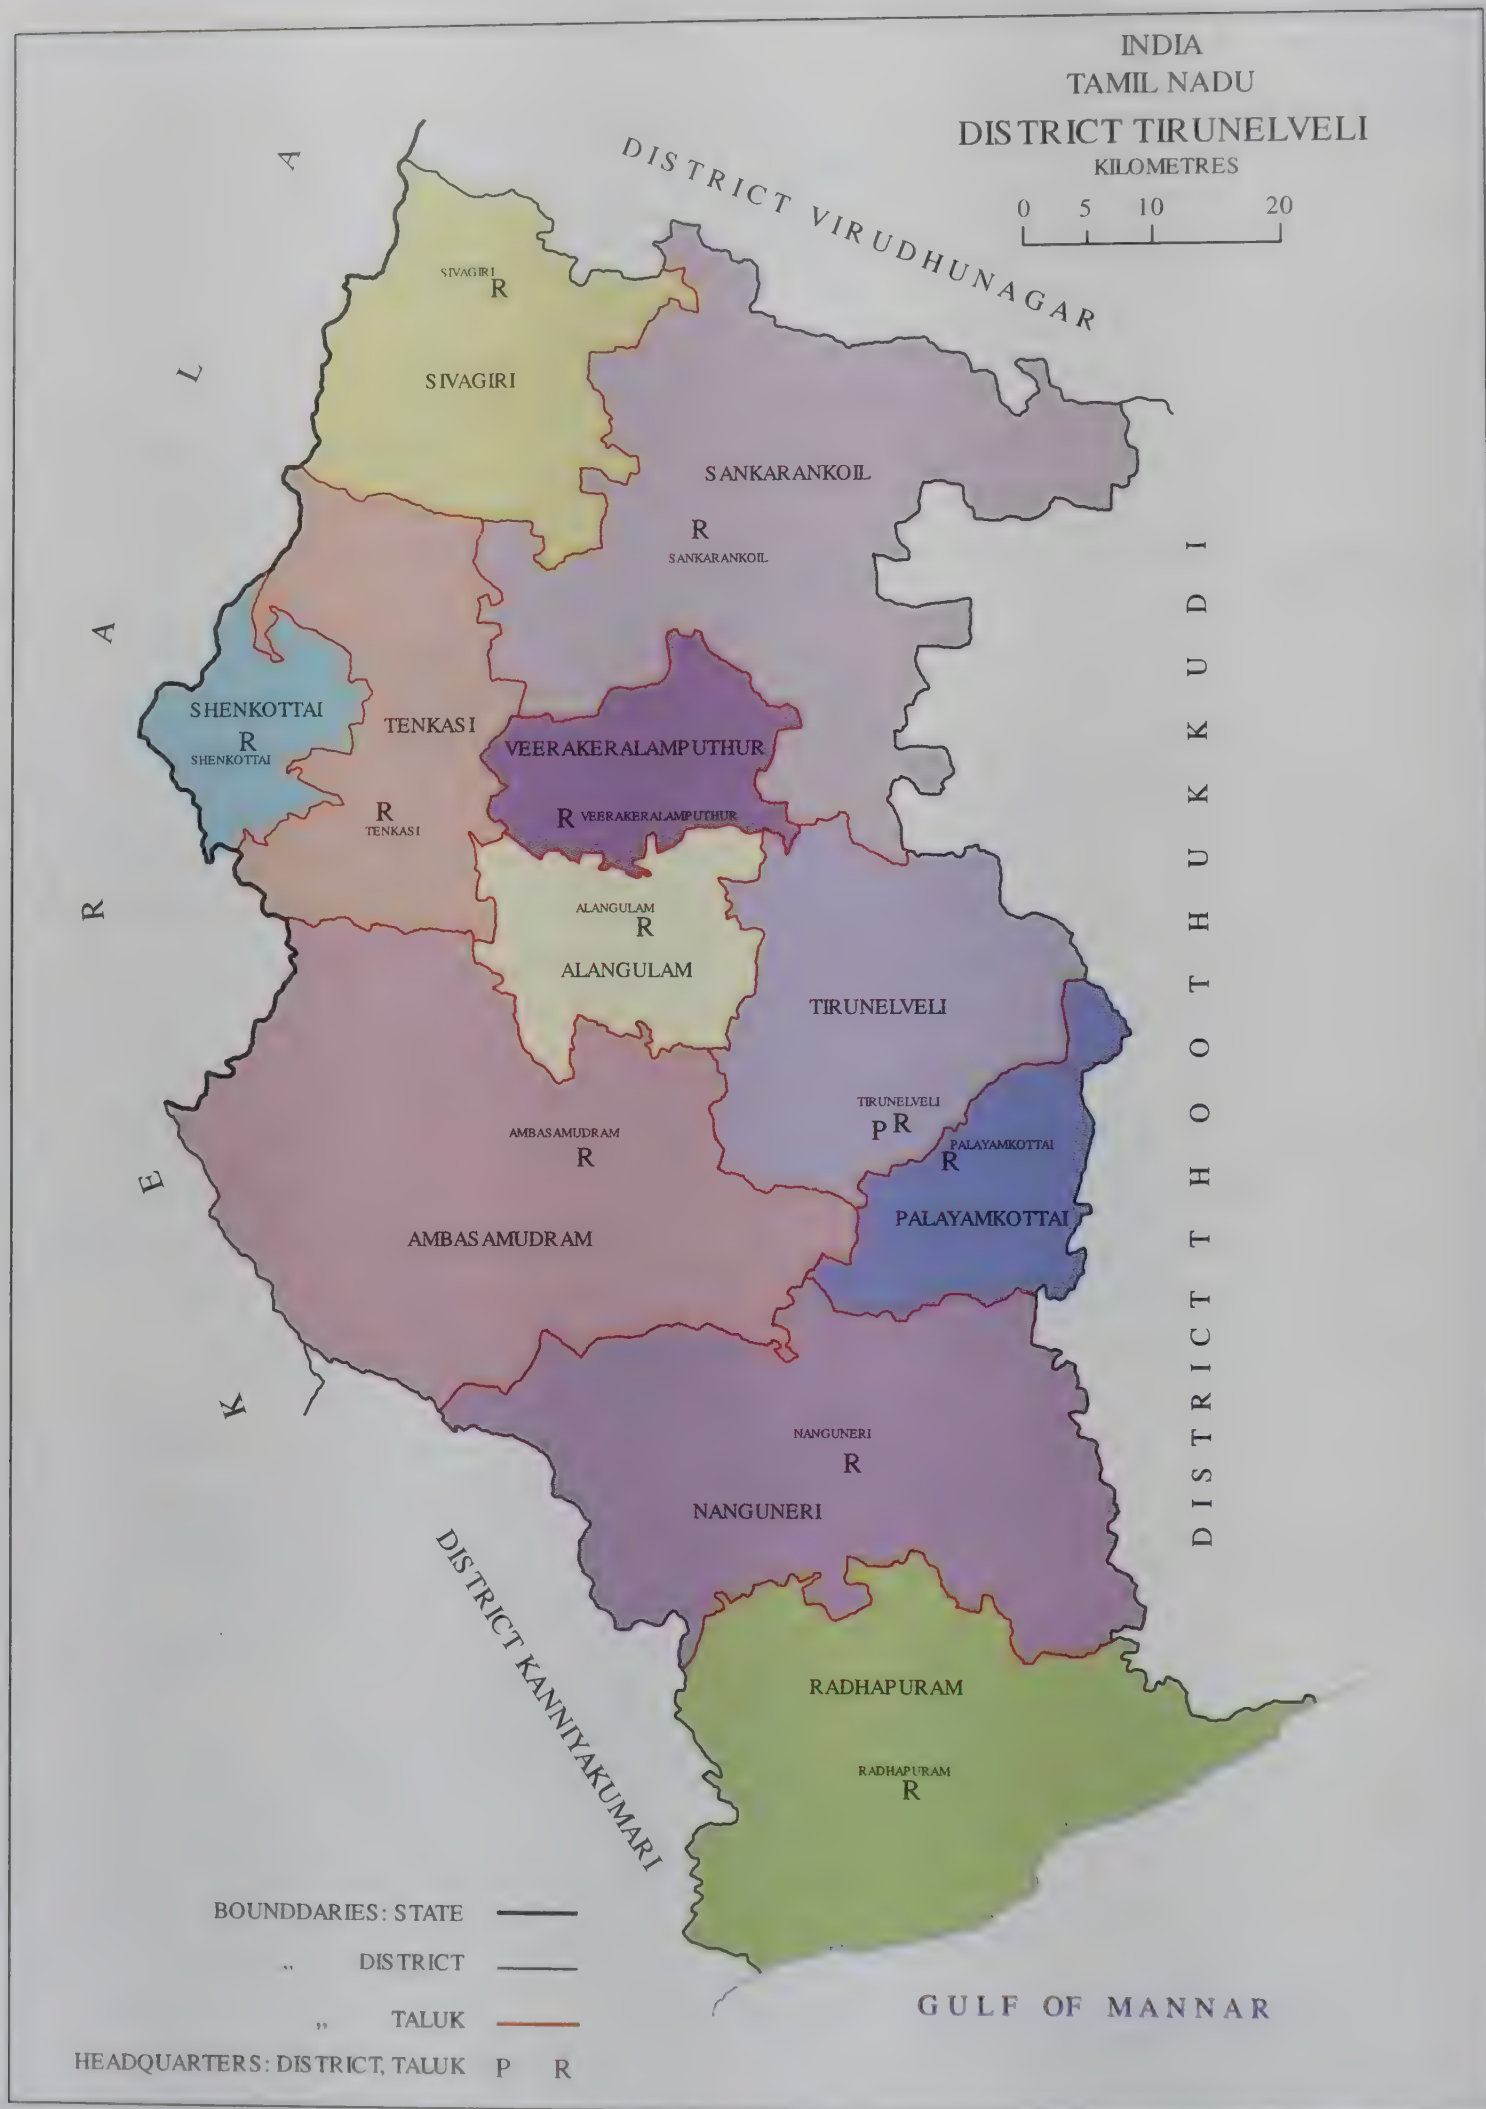 INDIA
TAMIL NADU
DISTRICT TIRUNELVELI
KILOMETRES
0 5 10 20
DISTRICT VIRUDHUNAGAR
KERALA
SIVAGIRI
R
SIVAGIRI
SANKARANKOIL
R
SANKARANKOIL
SHENKOTTAI
R
SHENKOTTAI
TENKASI
R
TENKASI
VEERAKERALAMPUTHUR
R VEERAKERALAMPUTHUR
ALANGULAM
R
ALANGULAM
TIRUNELVELI
TIRUNELVELI
P R
PALAYAMKOTTAI
R
PALAYAMKOTTAI
AMBASAMUDRAM
R
AMBASAMUDRAM
DISTRICT THOOTHUKKUDI
NANGUNERI
R
NANGUNERI
DISTRICT KANNIYAKUMARI
RADHAPURAM
RADHAPURAM
R
GULF OF MANNAR
BOUNDDARIES: STATE
,, DISTRICT
,, TALUK
HEADQUARTERS: DISTRICT, TALUK P R